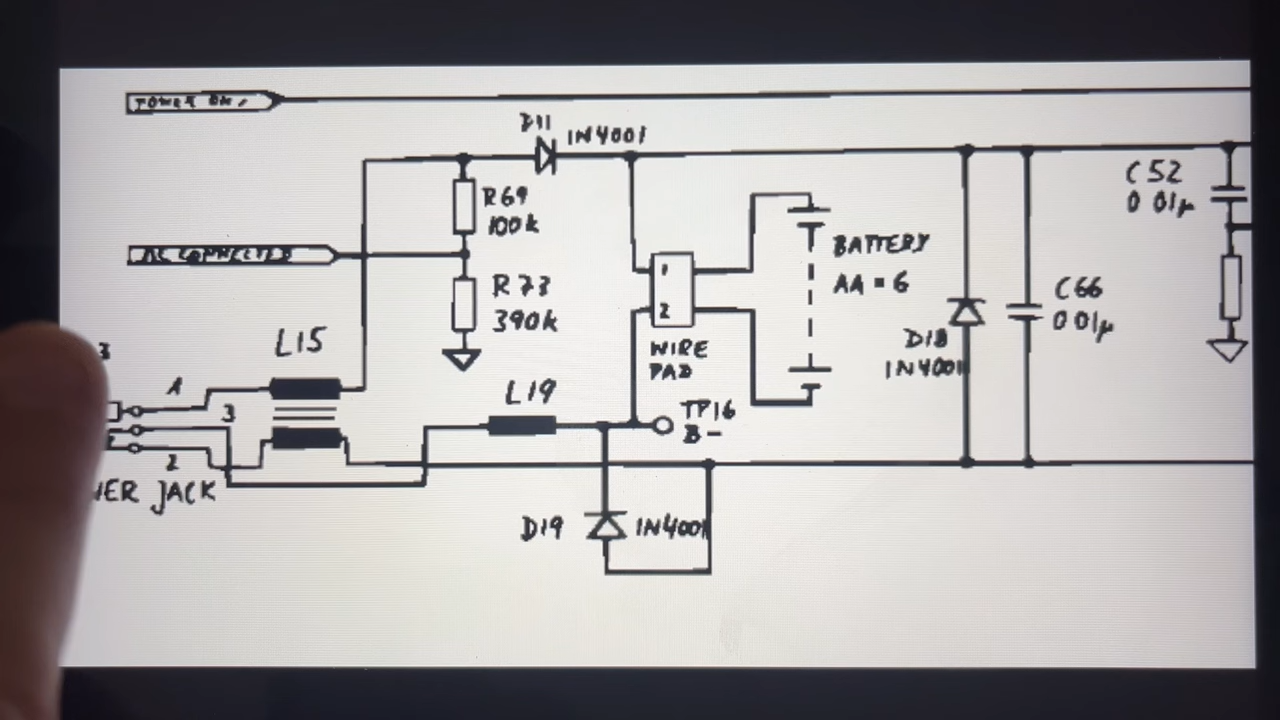 POWER ON,
D11
1N4001
R69
100k
C52
0 01μ
AC CONNECTED
R73
390k
1
2
WIRE
PAD
BATTERY
AA = 6
C66
0 01μ
D18
1N4001
L15
L19
3
1
3
2
TP16
B-
WER JACK
D19
1N4001